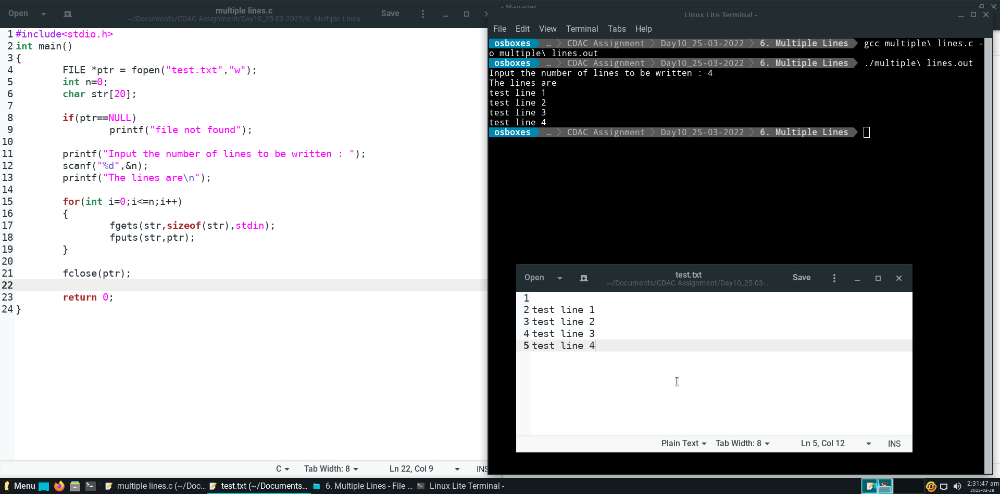 Open
multiple lines.c
~/Documents/CDAC Assignment/Day10_25-03-2022/6. Multiple Lines
Save
1 #include<stdio.h>
2 int main()
3 {
4 FILE *ptr = fopen("test.txt","w");
5 int n=0;
6 char str[20];
7
8 if(ptr==NULL)
9 printf("file not found");
10
11 printf("Input the number of lines to be written : ");
12 scanf("%d",&n);
13 printf("The lines are\n");
14
15 for(int i=0;i<=n;i++)
16 {
17 fgets(str,sizeof(str),stdin);
18 fputs(str,ptr);
19 }
20
21 fclose(ptr);
22
23 return 0;
24 }
C Tab Width: 8 Ln 22, Col 9 INS
a Manager
Linux Lite Terminal -
File Edit View Terminal Tabs Help
osboxes … CDAC Assignment Day10_25-03-2022 6. Multiple Lines gcc multiple\ lines.c -
o multiple\ lines.out
osboxes … CDAC Assignment Day10_25-03-2022 6. Multiple Lines ./multiple\ lines.out
Input the number of lines to be written : 4
The lines are
test line 1
test line 2
test line 3
test line 4
osboxes … CDAC Assignment Day10_25-03-2022 6. Multiple Lines
Open
test.txt
~/Documents/CDAC Assignment/Day10_25-03-...
Save
1
2 test line 1
3 test line 2
4 test line 3
5 test line 4
Plain Text Tab Width: 8 Ln 5, Col 12 INS
Menu multiple lines.c (~/Doc... test.txt (~/Documents... 6. Multiple Lines - File ... Linux Lite Terminal - 2:31:47 am
2022-03-28